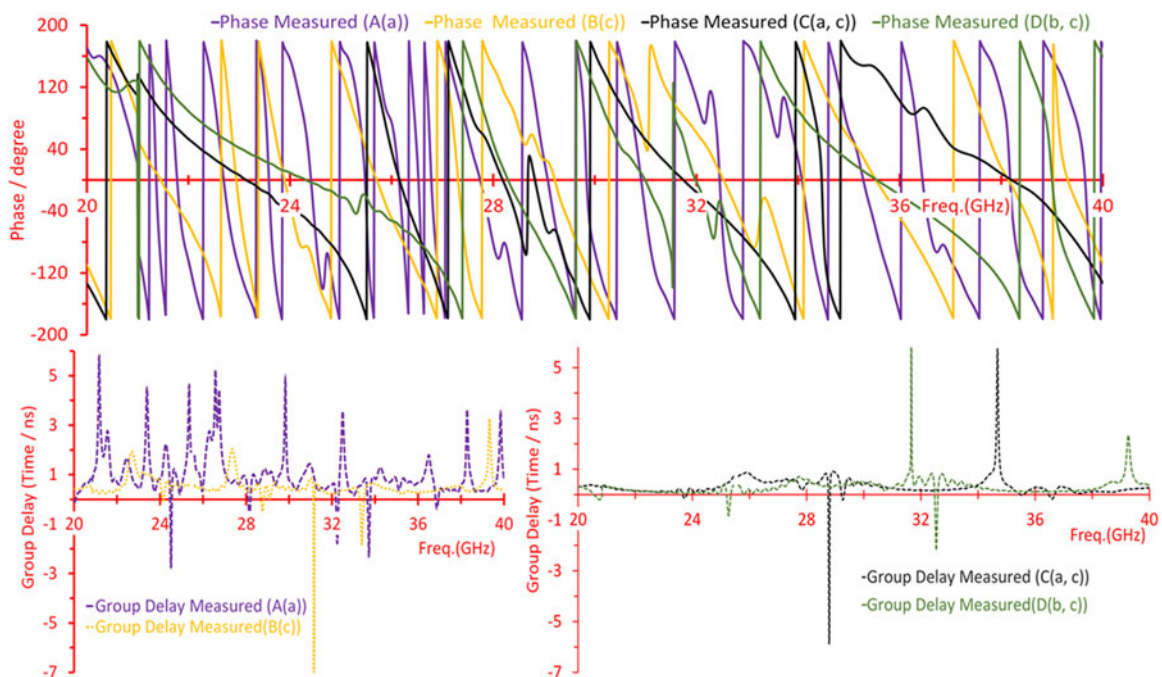 200 –Phase Measured (A(a)) –Phase Measured (B(c)) –Phase Measured (C(a, c)) –Phase Measured (D(b, c))
120
40
20 24 28 32 36 Freq.(GHz) 40
-40
-120
-200
Phase / degree
5
3
1
20 24 28 32 36 40
-1 Freq.(GHz)
-3
-5
-7
Group Delay (Time / ns)
Group Delay Measured (A(a))
Group Delay Measured(B(c))
5
3
1
20 24 28 32 36 40
-1 Freq.(GHz)
-3
-5
-7
Group Delay (Time / ns)
Group Delay Measured (C(a, c))
Group Delay Measured(D(b, c))